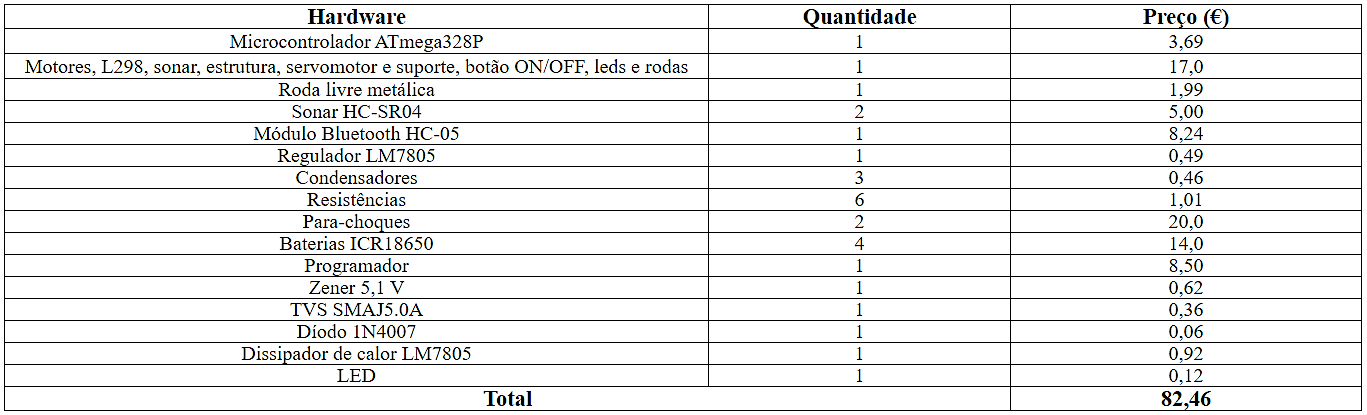 Hardware Quantidade Preço (€)
Microcontrolador ATmega328P 1 3,69
Motores, L298, sonar, estrutura, servomotor e suporte, botão ON/OFF, leds e rodas 1 17,0
Roda livre metálica 1 1,99
Sonar HC-SR04 2 5,00
Módulo Bluetooth HC-05 1 8,24
Regulador LM7805 1 0,49
Condensadores 3 0,46
Resistências 6 1,01
Para-choques 2 20,0
Baterias ICR18650 4 14,0
Programador 1 8,50
Zener 5,1 V 1 0,62
TVS SMAJ5.0A 1 0,36
Díodo 1N4007 1 0,06
Dissipador de calor LM7805 1 0,92
LED 1 0,12
Total 82,46